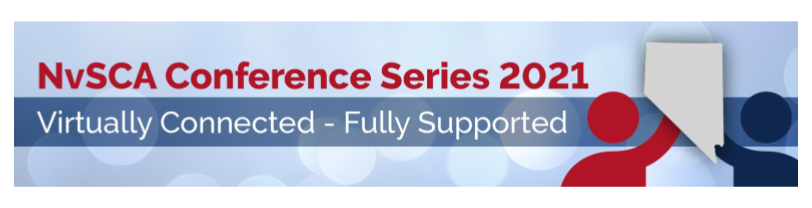 NvSCA Conference Series 2021
Virtually Connected - Fully Supported